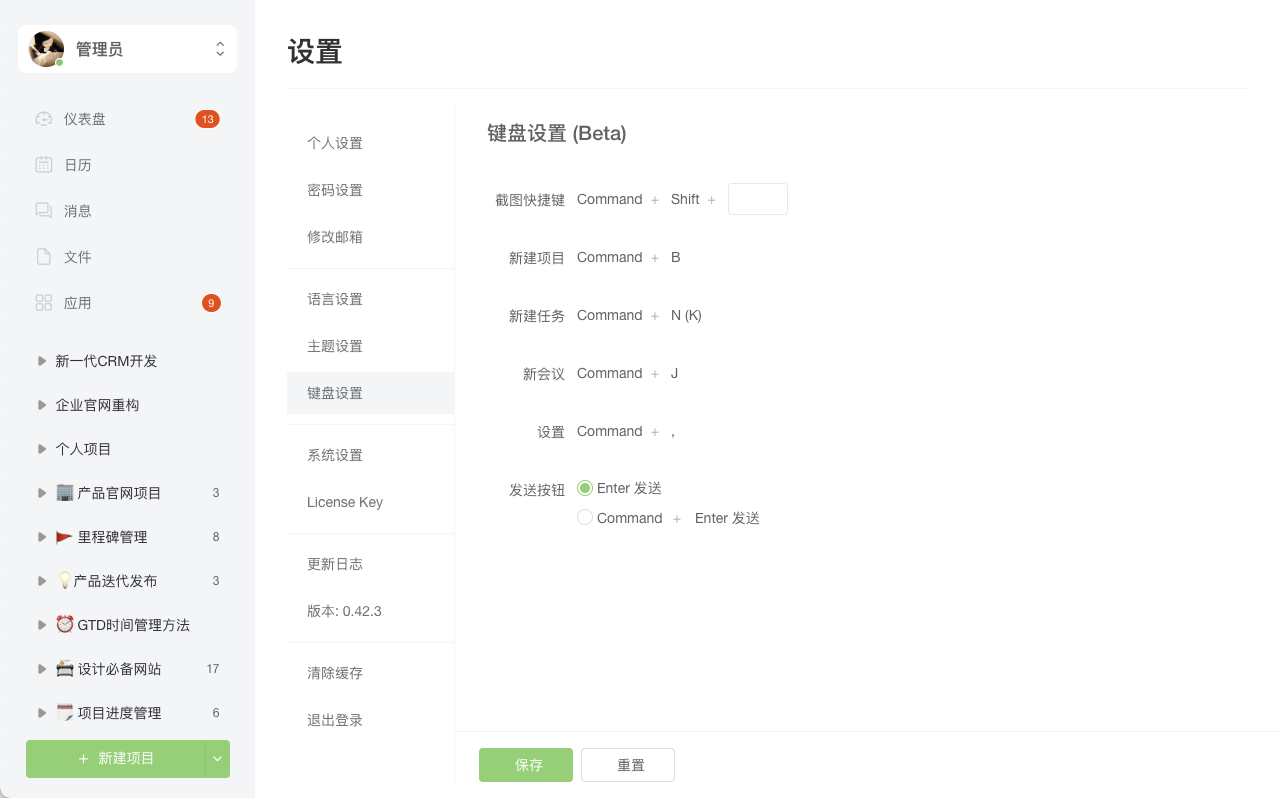 管理员
仪表盘 13
日历
消息
文件
应用 9
新一代CRM开发
企业官网重构
个人项目
产品官网项目 3
里程碑管理 8
产品迭代发布 3
GTD时间管理方法
设计必备网站 17
项目进度管理 6
+ 新建项目
设置
个人设置
密码设置
修改邮箱
语言设置
主题设置
键盘设置
系统设置
License Key
更新日志
版本: 0.42.3
清除缓存
退出登录
键盘设置 (Beta)
截图快捷键 Command + Shift +
新建项目 Command + B
新建任务 Command + N (K)
新会议 Command + J
设置 Command + ,
发送按钮 Enter 发送
Command + Enter 发送
保存 重置